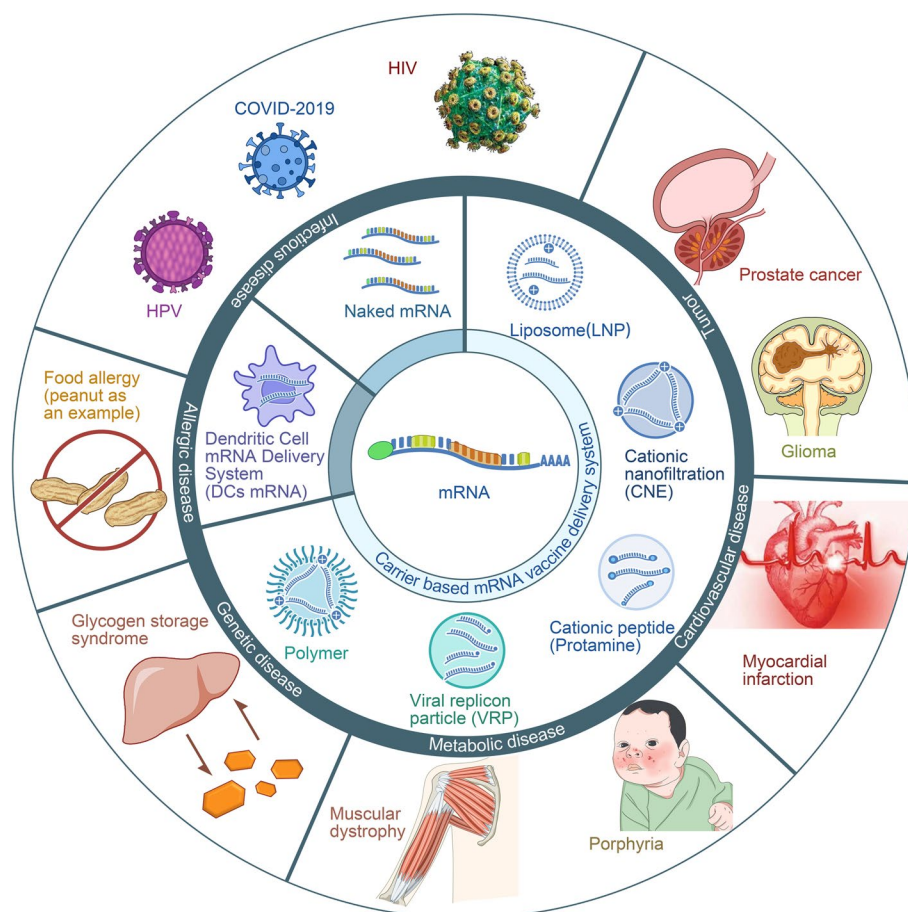 HIV
COVID-2019
HPV
Infectious disease
Naked mRNA
Liposome(LNP)
Tumor
Prostate cancer
Glioma
Food allergy
(peanut as
an example)
Allergic disease
Dendritic Cell
mRNA Delivery
System
(DCs mRNA)
AAAA
mRNA
Carrier based mRNA vaccine delivery system
Cationic
nanofiltration
(CNE)
Cationic peptide
(Protamine)
Viral replicon
particle (VRP)
Polymer
Cardiovascular disease
Myocardial
infarction
Genetic disease
Glycogen storage
syndrome
Metabolic disease
Muscular
dystrophy
Porphyria